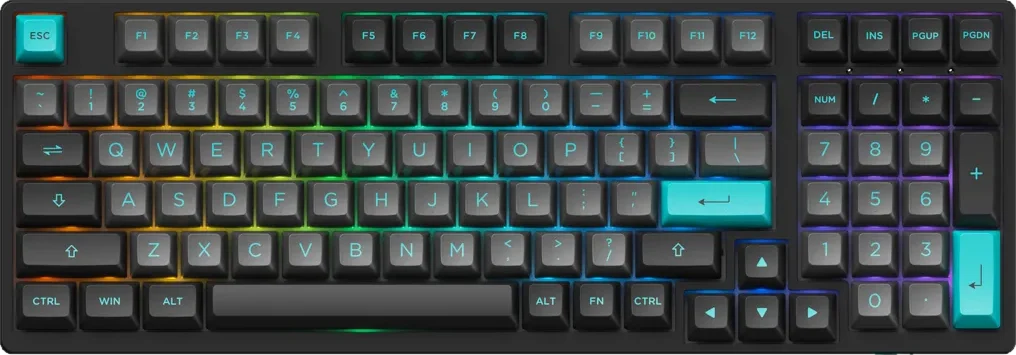 ESC F1 F2 F3 F4 F5 F6 F7 F8 F9 F10 F11 F12 DEL INS PGUP PGDN
~ ! @ # $ % ^ & * ( ) — +
` 1 2 3 4 5 6 7 8 9 0 - = ← NUM / * -
⇌ Q W E R T Y U I O P { [ } ] | \ 7 8 9 +
⇩ A S D F G H J K L : ; " ' ↵ 4 5 6
⇧ Z X C V B N M < , > . ? / ⇧ ▲ 1 2 3 ↵
CTRL WIN ALT ALT FN CTRL ◀ ▼ ▶ 0 .